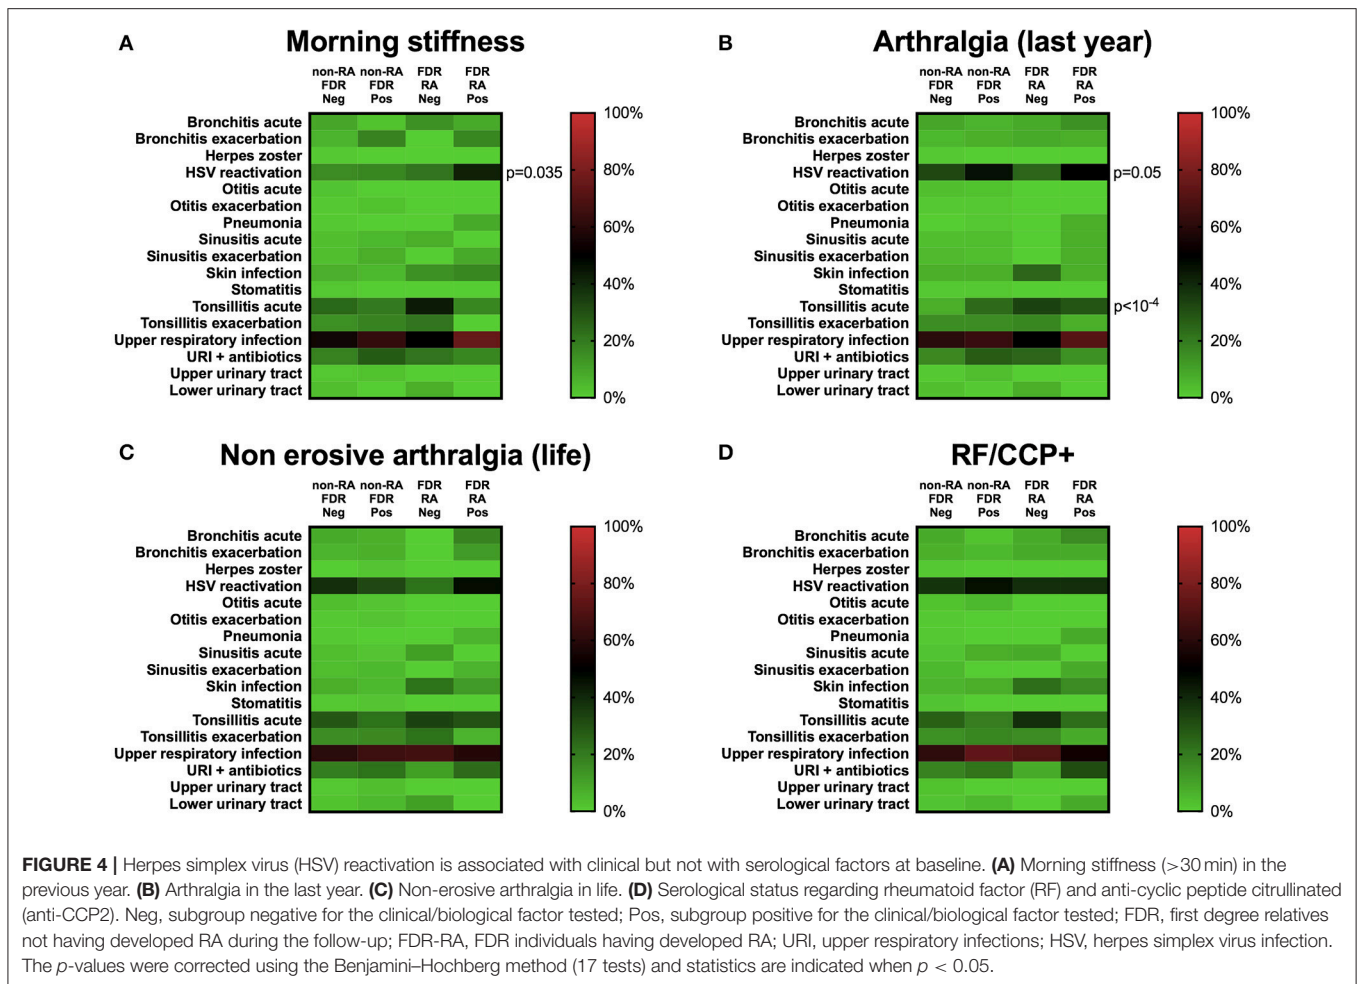 A Morning stiffness
non-RA non-RA FDR FDR
FDR FDR RA RA
Neg Pos Neg Pos
Bronchitis acute
Bronchitis exacerbation
Herpes zoster
HSV reactivation
Otitis acute
Otitis exacerbation
Pneumonia
Sinusitis acute
Sinusitis exacerbation
Skin infection
Stomatitis
Tonsillitis acute
Tonsillitis exacerbation
Upper respiratory infection
URI + antibiotics
Upper urinary tract
Lower urinary tract
p=0.035
100%
80%
60%
40%
20%
0%
B Arthralgia (last year)
non-RA non-RA FDR FDR
FDR FDR RA RA
Neg Pos Neg Pos
Bronchitis acute
Bronchitis exacerbation
Herpes zoster
HSV reactivation
Otitis acute
Otitis exacerbation
Pneumonia
Sinusitis acute
Sinusitis exacerbation
Skin infection
Stomatitis
Tonsillitis acute
Tonsillitis exacerbation
Upper respiratory infection
URI + antibiotics
Upper urinary tract
Lower urinary tract
p=0.05
p<10⁻⁴
100%
80%
60%
40%
20%
0%
C Non erosive arthralgia (life)
non-RA non-RA FDR FDR
FDR FDR RA RA
Neg Pos Neg Pos
Bronchitis acute
Bronchitis exacerbation
Herpes zoster
HSV reactivation
Otitis acute
Otitis exacerbation
Pneumonia
Sinusitis acute
Sinusitis exacerbation
Skin infection
Stomatitis
Tonsillitis acute
Tonsillitis exacerbation
Upper respiratory infection
URI + antibiotics
Upper urinary tract
Lower urinary tract
100%
80%
60%
40%
20%
0%
D RF/CCP+
non-RA non-RA FDR FDR
FDR FDR RA RA
Neg Pos Neg Pos
Bronchitis acute
Bronchitis exacerbation
Herpes zoster
HSV reactivation
Otitis acute
Otitis exacerbation
Pneumonia
Sinusitis acute
Sinusitis exacerbation
Skin infection
Stomatitis
Tonsillitis acute
Tonsillitis exacerbation
Upper respiratory infection
URI + antibiotics
Upper urinary tract
Lower urinary tract
100%
80%
60%
40%
20%
0%
FIGURE 4 | Herpes simplex virus (HSV) reactivation is associated with clinical but not with serological factors at baseline. (A) Morning stiffness (>30 min) in the
previous year. (B) Arthralgia in the last year. (C) Non-erosive arthralgia in life. (D) Serological status regarding rheumatoid factor (RF) and anti-cyclic peptide citrullinated
(anti-CCP2). Neg, subgroup negative for the clinical/biological factor tested; Pos, subgroup positive for the clinical/biological factor tested; FDR, first degree relatives
not having developed RA during the follow-up; FDR-RA, FDR individuals having developed RA; URI, upper respiratory infections; HSV, herpes simplex virus infection.
The p-values were corrected using the Benjamini–Hochberg method (17 tests) and statistics are indicated when p < 0.05.